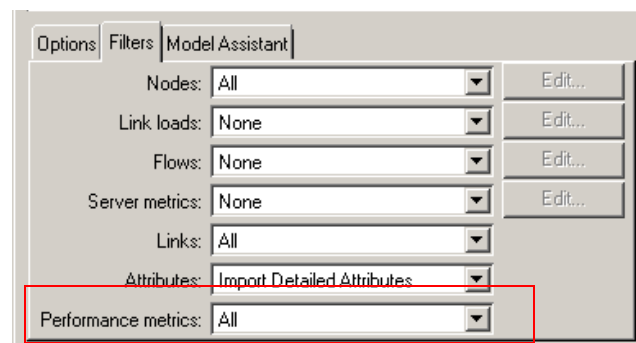 Options Filters Model Assistant
Nodes: All Edit...
Link loads: None Edit...
Flows: None Edit...
Server metrics: None Edit...
Links: All
Attributes: Import Detailed Attributes
Performance metrics: All